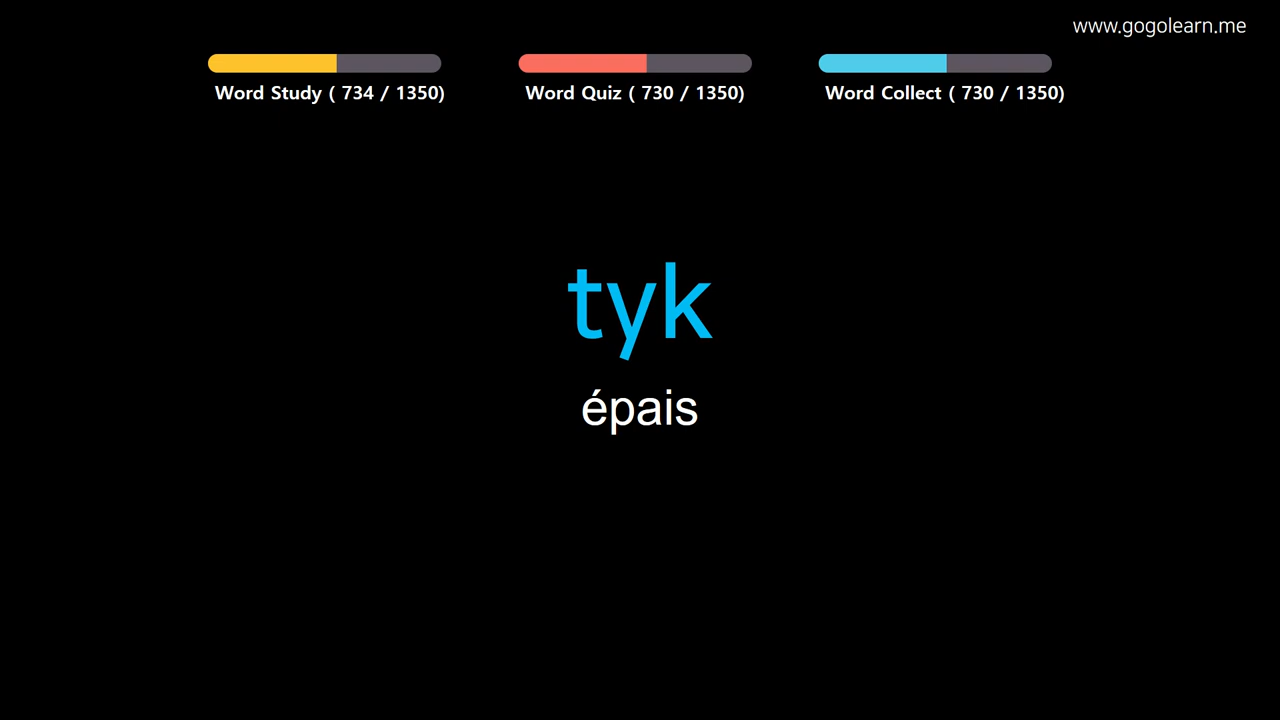 www.gogolearn.me
Word Study ( 734 / 1350)
Word Quiz ( 730 / 1350)
Word Collect ( 730 / 1350)
tyk
épais